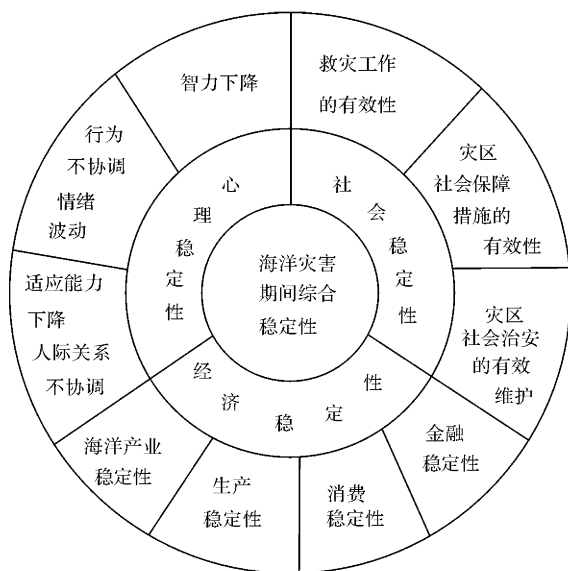 智力下降
救灾工作
的有效性
行为
不协调
情绪
波动
灾区
社会保障
措施的
有效性
心理稳定性
社会稳定性
海洋灾害
期间综合
稳定性
适应能力
下降
人际关系
不协调
灾区
社会治安
的有效
维护
经济稳定性
海洋产业
稳定性
生产
稳定性
消费
稳定性
金融
稳定性